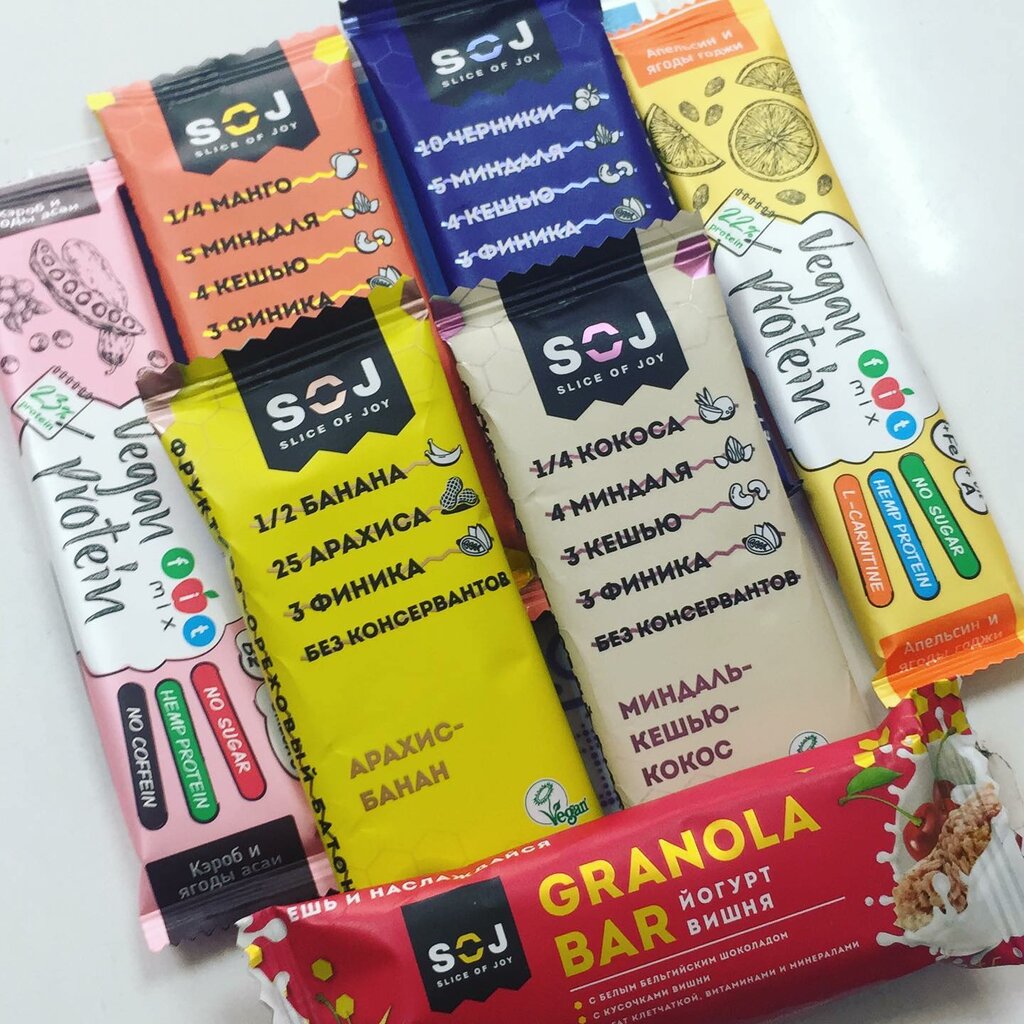 SOJ
SLICE OF JOY
1/4 МАНГО
5 МИНДАЛЯ
4 КЕШЬЮ
3 ФИНИКА
SOJ
SLICE OF JOY
10 ЧЕРНИКИ
5 МИНДАЛЯ
4 КЕШЬЮ
3 ФИНИКА
Апельсин и
ягоды годжи
22%
protein
Vegan
protein
fit
mix
L-CARNITINE
HEMP PROTEIN
NO SUGAR
Fe
A
Апельсин и
ягоды годжи
Кэроб и
ягоды асаи
23%
protein
Vegan
protein
fit
mix
NO COFFEIN
HEMP PROTEIN
NO SUGAR
Кэроб и
ягоды асаи
SOJ
SLICE OF JOY
1/2 БАНАНА
25 АРАХИСА
3 ФИНИКА
БЕЗ КОНСЕРВАНТОВ
АРАХИС-
БАНАН
Vegan
SOJ
SLICE OF JOY
1/4 КОКОСА
4 МИНДАЛЯ
3 КЕШЬЮ
3 ФИНИКА
БЕЗ КОНСЕРВАНТОВ
МИНДАЛЬ-
КЕШЬЮ-
КОКОС
И НАСЛАЖДАЙСЯ
SOJ
SLICE OF JOY
GRANOLA
BAR
ЙОГУРТ
ВИШНЯ
С БЕЛЫМ БЕЛЬГИЙСКИМ ШОКОЛАДОМ
С КУСОЧКАМИ ВИШНИ
КЛЕТЧАТКОЙ, ВИТАМИНАМИ И МИНЕРАЛАМИ